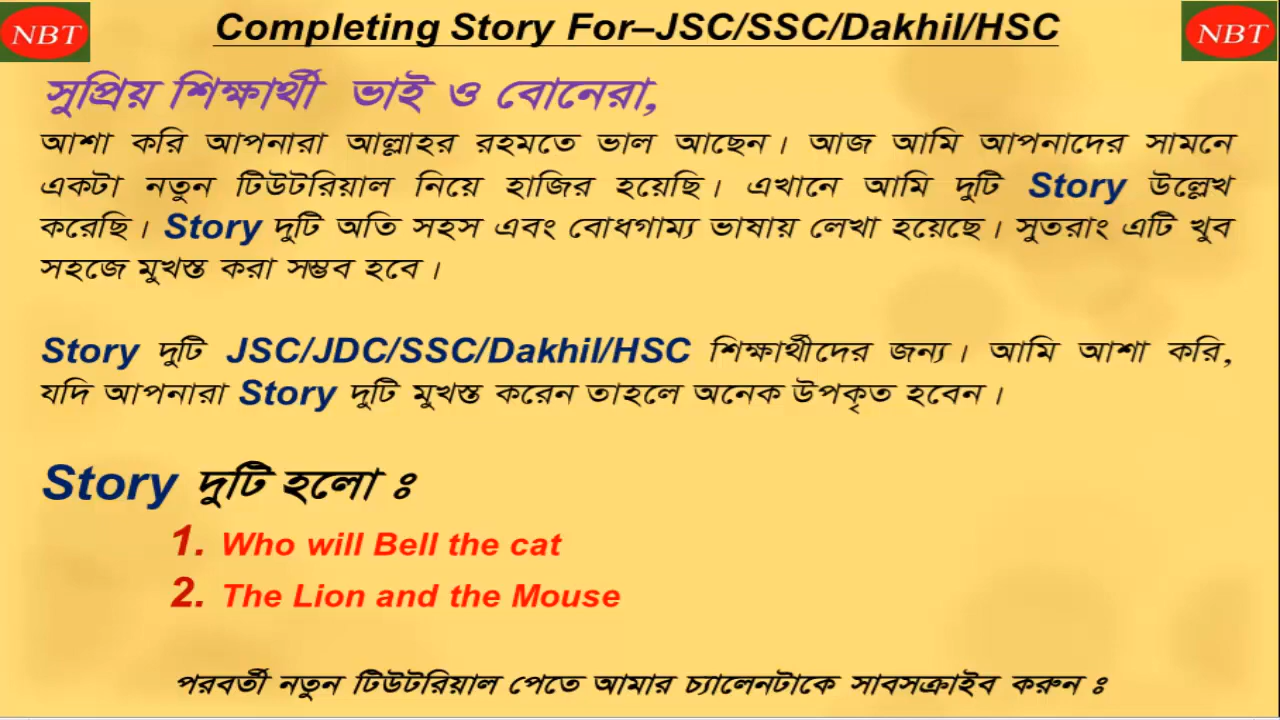 NBT
Completing Story For–JSC/SSC/Dakhil/HSC
NBT
সুপ্রিয় শিক্ষার্থী ভাই ও বোনেরা,
আশা করি আপনারা আল্লাহর রহমতে ভাল আছেন। আজ আমি আপনাদের সামনে
একটা নতুন টিউটরিয়াল নিয়ে হাজির হয়েছি। এখানে আমি দুটি Story উল্লেখ
করেছি। Story দুটি অতি সহস এবং বোধগাম্য ভাষায় লেখা হয়েছে। সুতরাং এটি খুব
সহজে মুখস্ত করা সম্ভব হবে।
Story দুটি JSC/JDC/SSC/Dakhil/HSC শিক্ষার্থীদের জন্য। আমি আশা করি,
যদি আপনারা Story দুটি মুখস্ত করেন তাহলে অনেক উপকৃত হবেন।
Story দুটি হলো ঃ
1. Who will Bell the cat
2. The Lion and the Mouse
পরবর্তী নতুন টিউটরিয়াল পেতে আমার চ্যালেনটাকে সাবসক্রাইব করুন ঃ